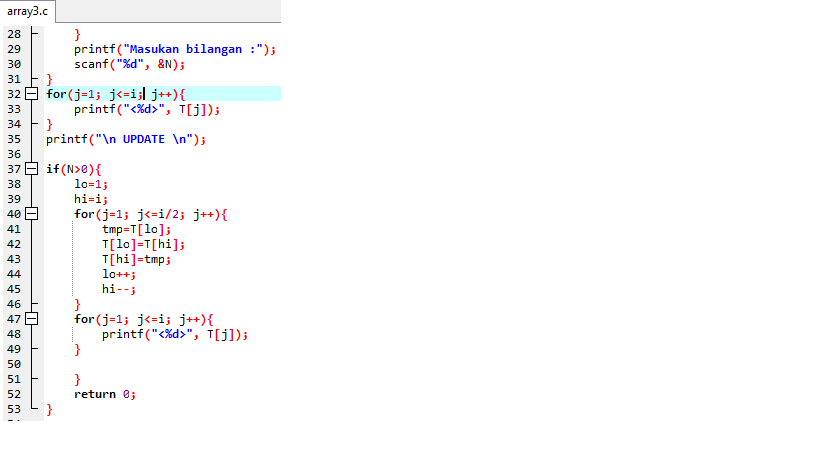 array3.c
28 }
29 printf("Masukan bilangan :");
30 scanf("%d", &N);
31 }
32 for(j=1; j<=i; j++){
33 printf("<%d>", T[j]);
34 }
35 printf("\n UPDATE \n");
36
37 if(N>0){
38 lo=1;
39 hi=i;
40 for(j=1; j<=i/2; j++){
41 tmp=T[lo];
42 T[lo]=T[hi];
43 T[hi]=tmp;
44 lo++;
45 hi--;
46 }
47 for(j=1; j<=i; j++){
48 printf("<%d>", T[j]);
49 }
50
51 }
52 return 0;
53 }